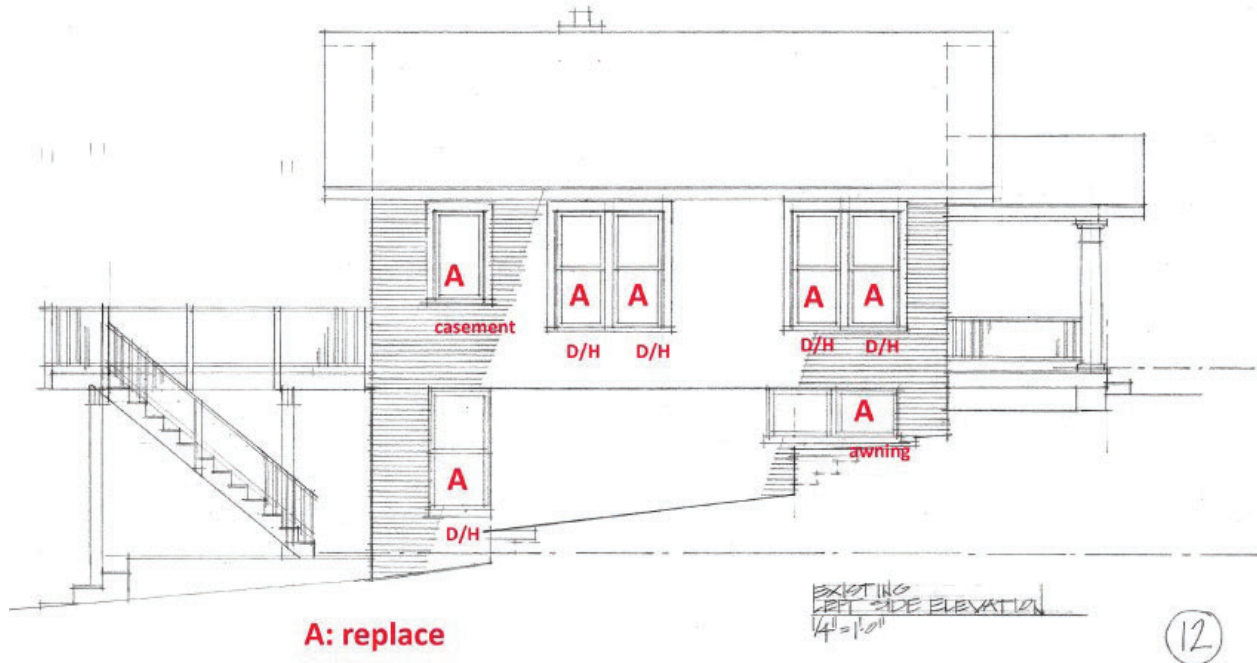 A
A A
A A
casement
D/H D/H
D/H D/H
A
awning
A
D/H
A: replace
EXISTING
LEFT SIDE ELEVATION
1/4" = 1'-0"
12